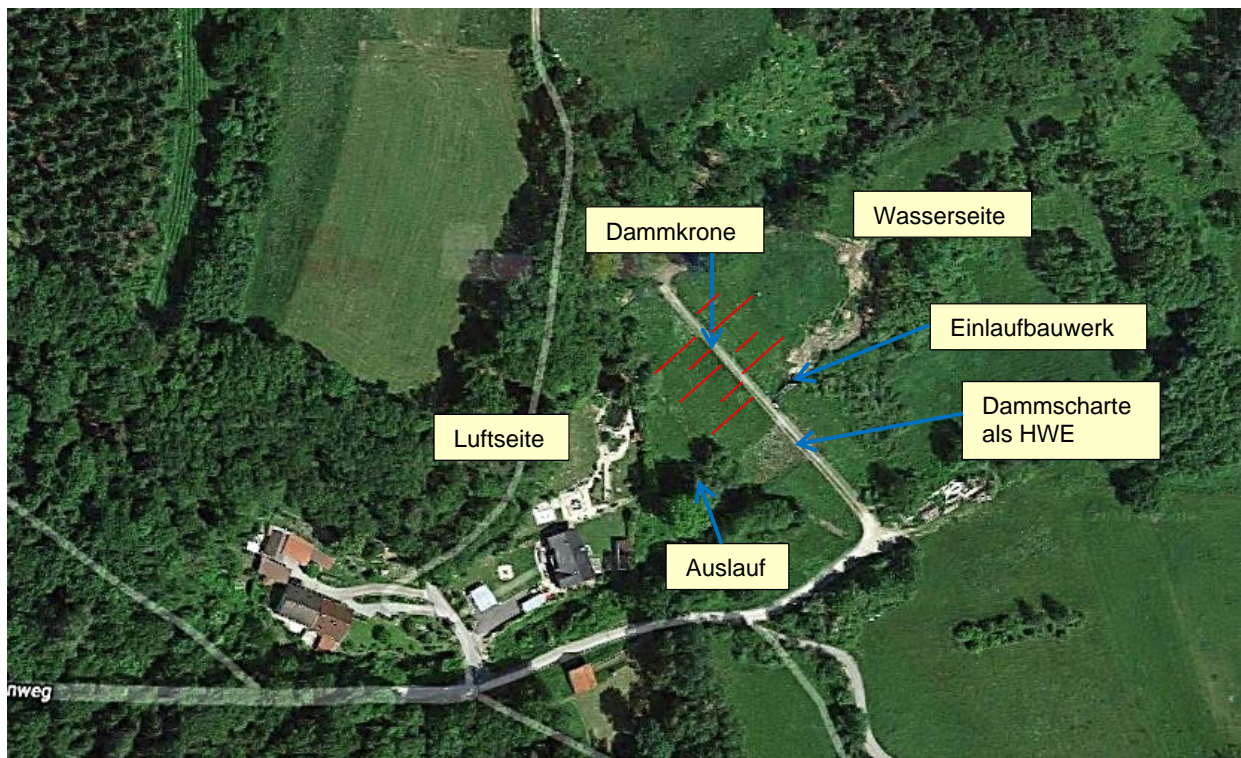 Wasserseite
Dammkrone
Einlaufbauwerk
Dammscharte
als HWE
Luftseite
Auslauf
nweg